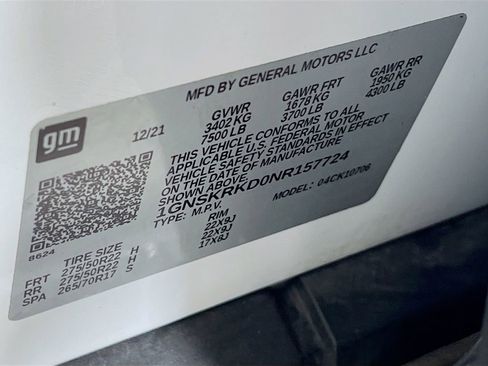 gm
MFD BY GENERAL MOTORS LLC
12/21
GVWR GAWR FRT GAWR RR
3402 KG 1678 KG 1950 KG
7500 LB 3700 LB 4300 LB
THIS VEHICLE CONFORMS TO ALL
APPLICABLE U.S. FEDERAL MOTOR
VEHICLE SAFETY STANDARDS IN EFFECT
ON THE DATE OF MANUFACTURE
SHOWN ABOVE.
1GNSKRKD0NR157724
TYPE: M.P.V. MODEL: 04CK10706
8624
TIRE SIZE RIM
FRT 275/50R22 H 22X9J
RR 275/50R22 H 22X9J
SPA 265/70R17 S 17X8J